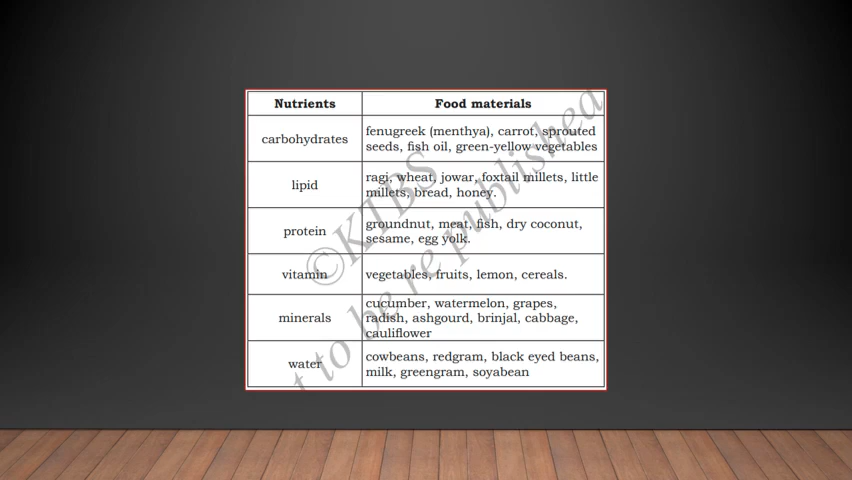 Nutrients Food materials
carbohydrates fenugreek (menthya), carrot, sprouted
seeds, fish oil, green-yellow vegetables
lipid ragi, wheat, jowar, foxtail millets, little
millets, bread, honey.
protein groundnut, meat, fish, dry coconut,
sesame, egg yolk.
vitamin vegetables, fruits, lemon, cereals.
minerals cucumber, watermelon, grapes,
radish, ashgourd, brinjal, cabbage,
cauliflower
water cowbeans, redgram, black eyed beans,
milk, greengram, soyabean
©KTBS
t to be re published